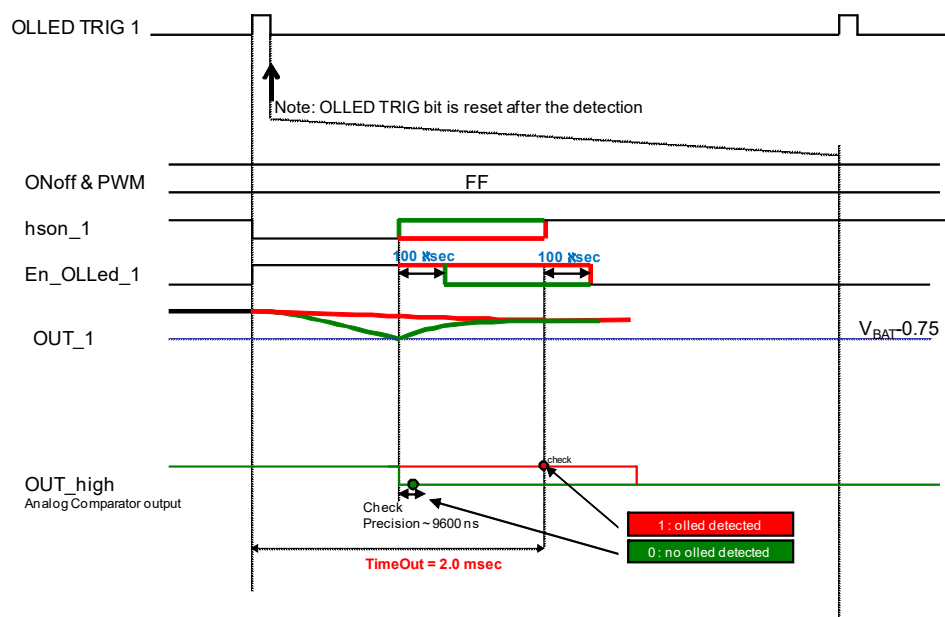 OLLED TRIG 1
Note: OLLED TRIG bit is reset after the detection
ONoff & PWM
FF
hson_1
100 sec
100 sec
En_OLLed_1
OUT_1
VBAT-0.75
check
OUT_high
Analog Comparator output
Check
Precision ~ 9600 ns
1 : olled detected
0 : no olled detected
TimeOut = 2.0 msec